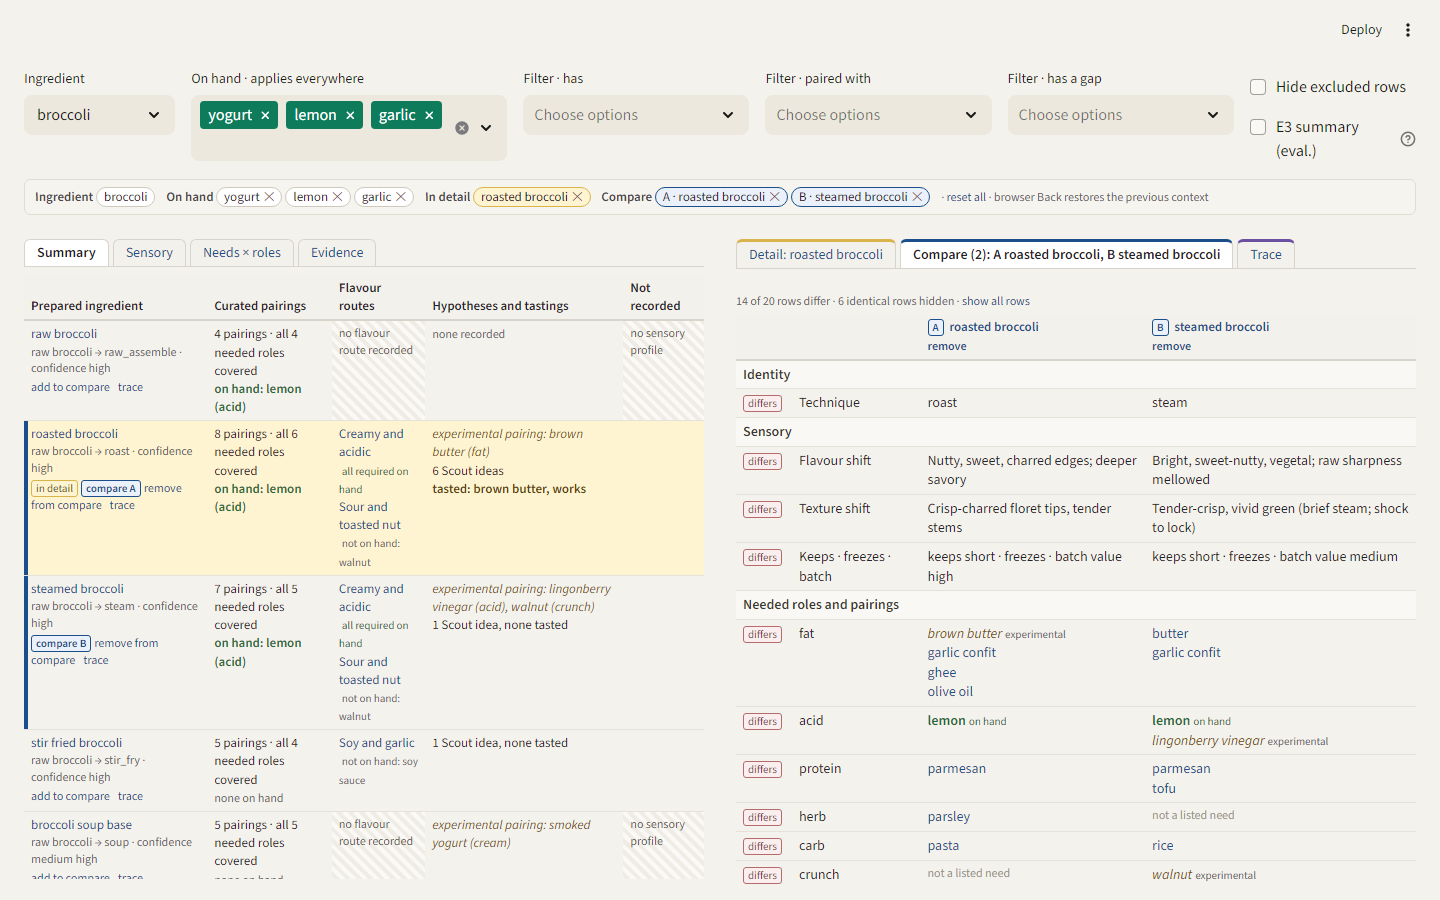 Deploy
Ingredient
On hand · applies everywhere
Filter · has
Filter · paired with
Filter · has a gap
broccoli
yogurt ×
lemon ×
garlic ×
Choose options
Choose options
Choose options
Hide excluded rows
E3 summary
(eval.)
Ingredient broccoli On hand yogurt × lemon × garlic × In detail roasted broccoli × Compare A · roasted broccoli × B · steamed broccoli × · reset all · browser Back restores the previous context
Summary
Sensory
Needs × roles
Evidence
Prepared ingredient
Curated pairings
Flavour
routes
Hypotheses and tastings
Not
recorded
raw broccoli
raw broccoli → raw_assemble ·
confidence high
add to compare trace
4 pairings · all 4
needed roles
covered
on hand: lemon
(acid)
no flavour
route recorded
none recorded
no sensory
profile
roasted broccoli
raw broccoli → roast · confidence
high
in detail compare A remove
from compare trace
8 pairings · all 6
needed roles
covered
on hand: lemon
(acid)
Creamy and
acidic
all required on
hand
Sour and
toasted nut
not on hand:
walnut
experimental pairing: brown
butter (fat)
6 Scout ideas
tasted: brown butter, works
steamed broccoli
raw broccoli → steam · confidence
high
compare B remove from
compare trace
7 pairings · all 5
needed roles
covered
on hand: lemon
(acid)
Creamy and
acidic
all required on
hand
Sour and
toasted nut
not on hand:
walnut
experimental pairing: lingonberry
vinegar (acid), walnut (crunch)
1 Scout idea, none tasted
stir fried broccoli
raw broccoli → stir_fry ·
confidence high
add to compare trace
5 pairings · all 4
needed roles
covered
none on hand
Soy and garlic
not on hand: soy
sauce
1 Scout idea, none tasted
broccoli soup base
raw broccoli → soup · confidence
medium high
add to compare trace
5 pairings · all 5
needed roles
covered
none on hand
no flavour
route recorded
experimental pairing: smoked
yogurt (cream)
no sensory
profile
Detail: roasted broccoli
Compare (2): A roasted broccoli, B steamed broccoli
Trace
14 of 20 rows differ · 6 identical rows hidden · show all rows
A roasted broccoli
remove
B steamed broccoli
remove
Identity
differs Technique roast steam
Sensory
differs
Flavour shift
Nutty, sweet, charred edges; deeper
savory
Bright, sweet-nutty, vegetal; raw sharpness
mellowed
differs
Texture shift
Crisp-charred floret tips, tender
stems
Tender-crisp, vivid green (brief steam; shock
to lock)
differs
Keeps · freezes ·
batch
keeps short · freezes · batch value
high
keeps short · freezes · batch value medium
Needed roles and pairings
differs
fat
brown butter experimental
garlic confit
ghee
olive oil
butter
garlic confit
differs
acid
lemon on hand
lemon on hand
lingonberry vinegar experimental
differs
protein
parmesan
parmesan
tofu
differs herb parsley not a listed need
differs carb pasta rice
differs crunch not a listed need walnut experimental